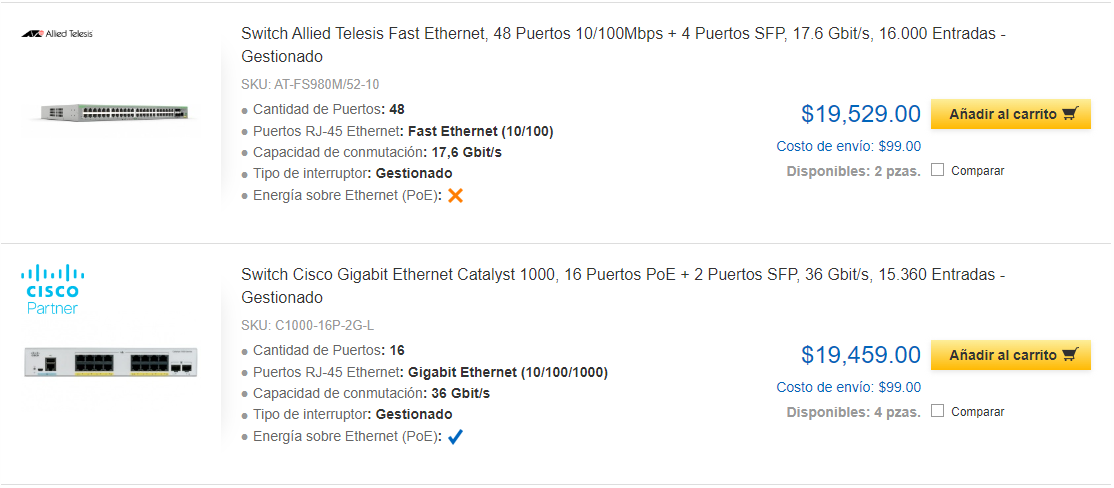 Allied Telesis
Switch Allied Telesis Fast Ethernet, 48 Puertos 10/100Mbps + 4 Puertos SFP, 17.6 Gbit/s, 16.000 Entradas -
Gestionado
SKU: AT-FS980M/52-10
Cantidad de Puertos: 48
Puertos RJ-45 Ethernet: Fast Ethernet (10/100)
Capacidad de conmutación: 17,6 Gbit/s
Tipo de interruptor: Gestionado
Energía sobre Ethernet (PoE):
$19,529.00
Añadir al carrito
Costo de envío: $99.00
Disponibles: 2 pzas.
Comparar
CISCO
Partner
Switch Cisco Gigabit Ethernet Catalyst 1000, 16 Puertos PoE + 2 Puertos SFP, 36 Gbit/s, 15.360 Entradas -
Gestionado
SKU: C1000-16P-2G-L
Cantidad de Puertos: 16
Puertos RJ-45 Ethernet: Gigabit Ethernet (10/100/1000)
Capacidad de conmutación: 36 Gbit/s
Tipo de interruptor: Gestionado
Energía sobre Ethernet (PoE):
$19,459.00
Añadir al carrito
Costo de envío: $99.00
Disponibles: 4 pzas.
Comparar